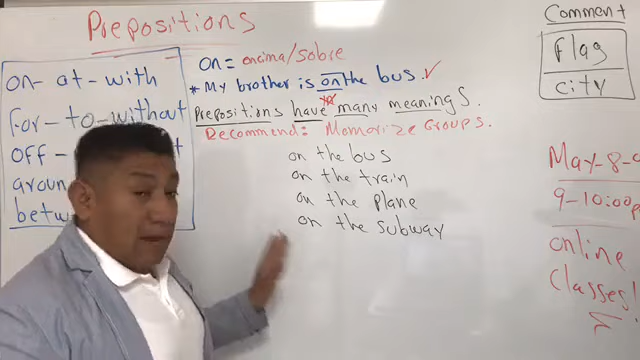 Prepositions
on- at- with
For-to-without
off -
aroun
betw
on= encima/sobre
* My brother is on the bus. ✓
Prepositions have many meanings.
Recommend: Memorize Groups.
on the bus
on the train
on the plane
on the subway
Comment
Flag
city
May-8-
9-10:00p
online
Classes!